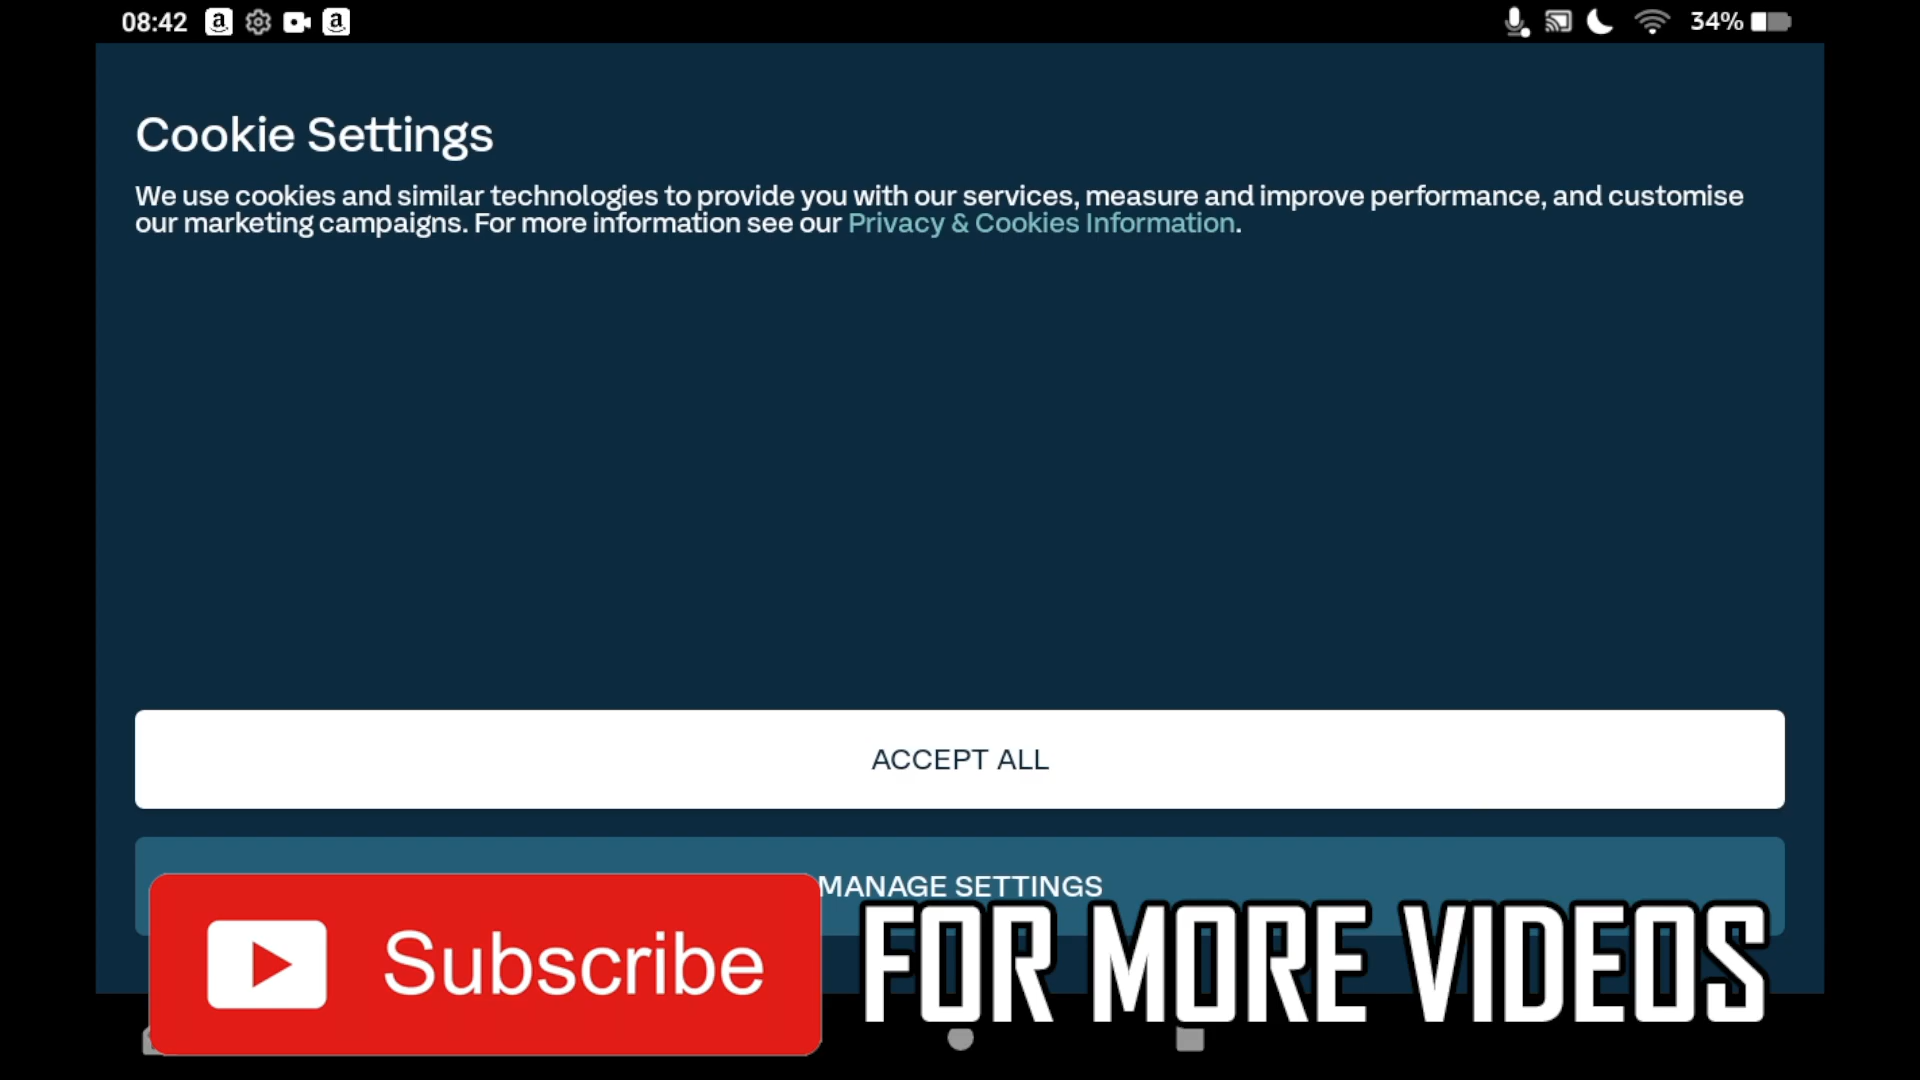 08:42
34%
Cookie Settings
We use cookies and similar technologies to provide you with our services, measure and improve performance, and customise
our marketing campaigns. For more information see our Privacy & Cookies Information.
ACCEPT ALL
MANAGE SETTINGS
Subscribe
FOR MORE VIDEOS